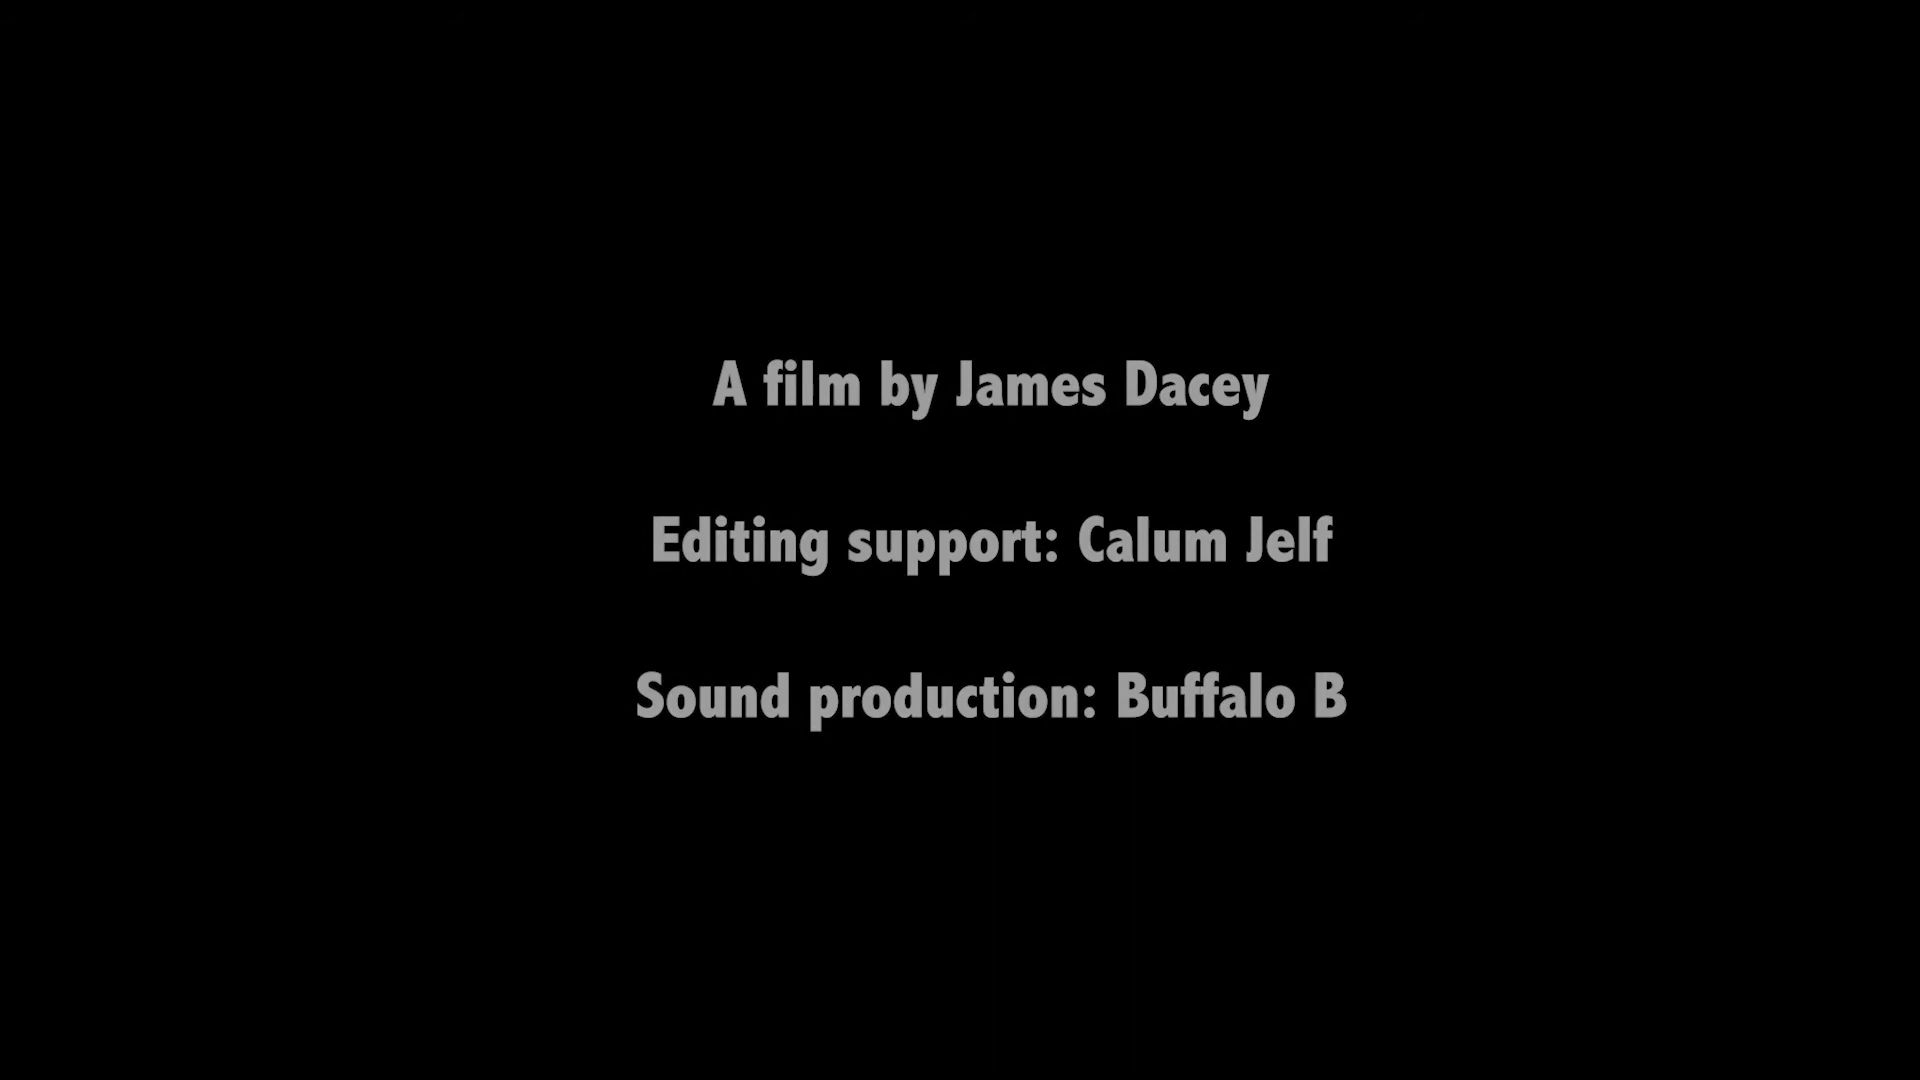 A film by James Dacey
Editing support: Calum Jelf
Sound production: Buffalo B